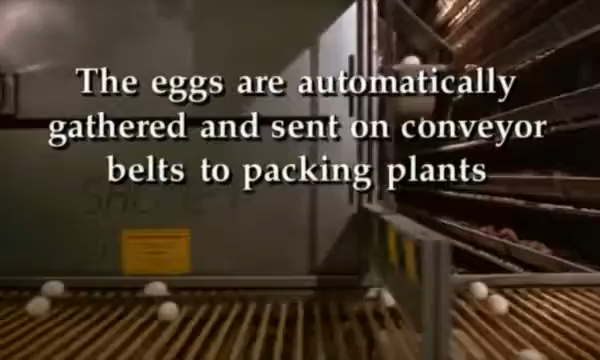 The eggs are automatically
gathered and sent on conveyor
belts to packing plants